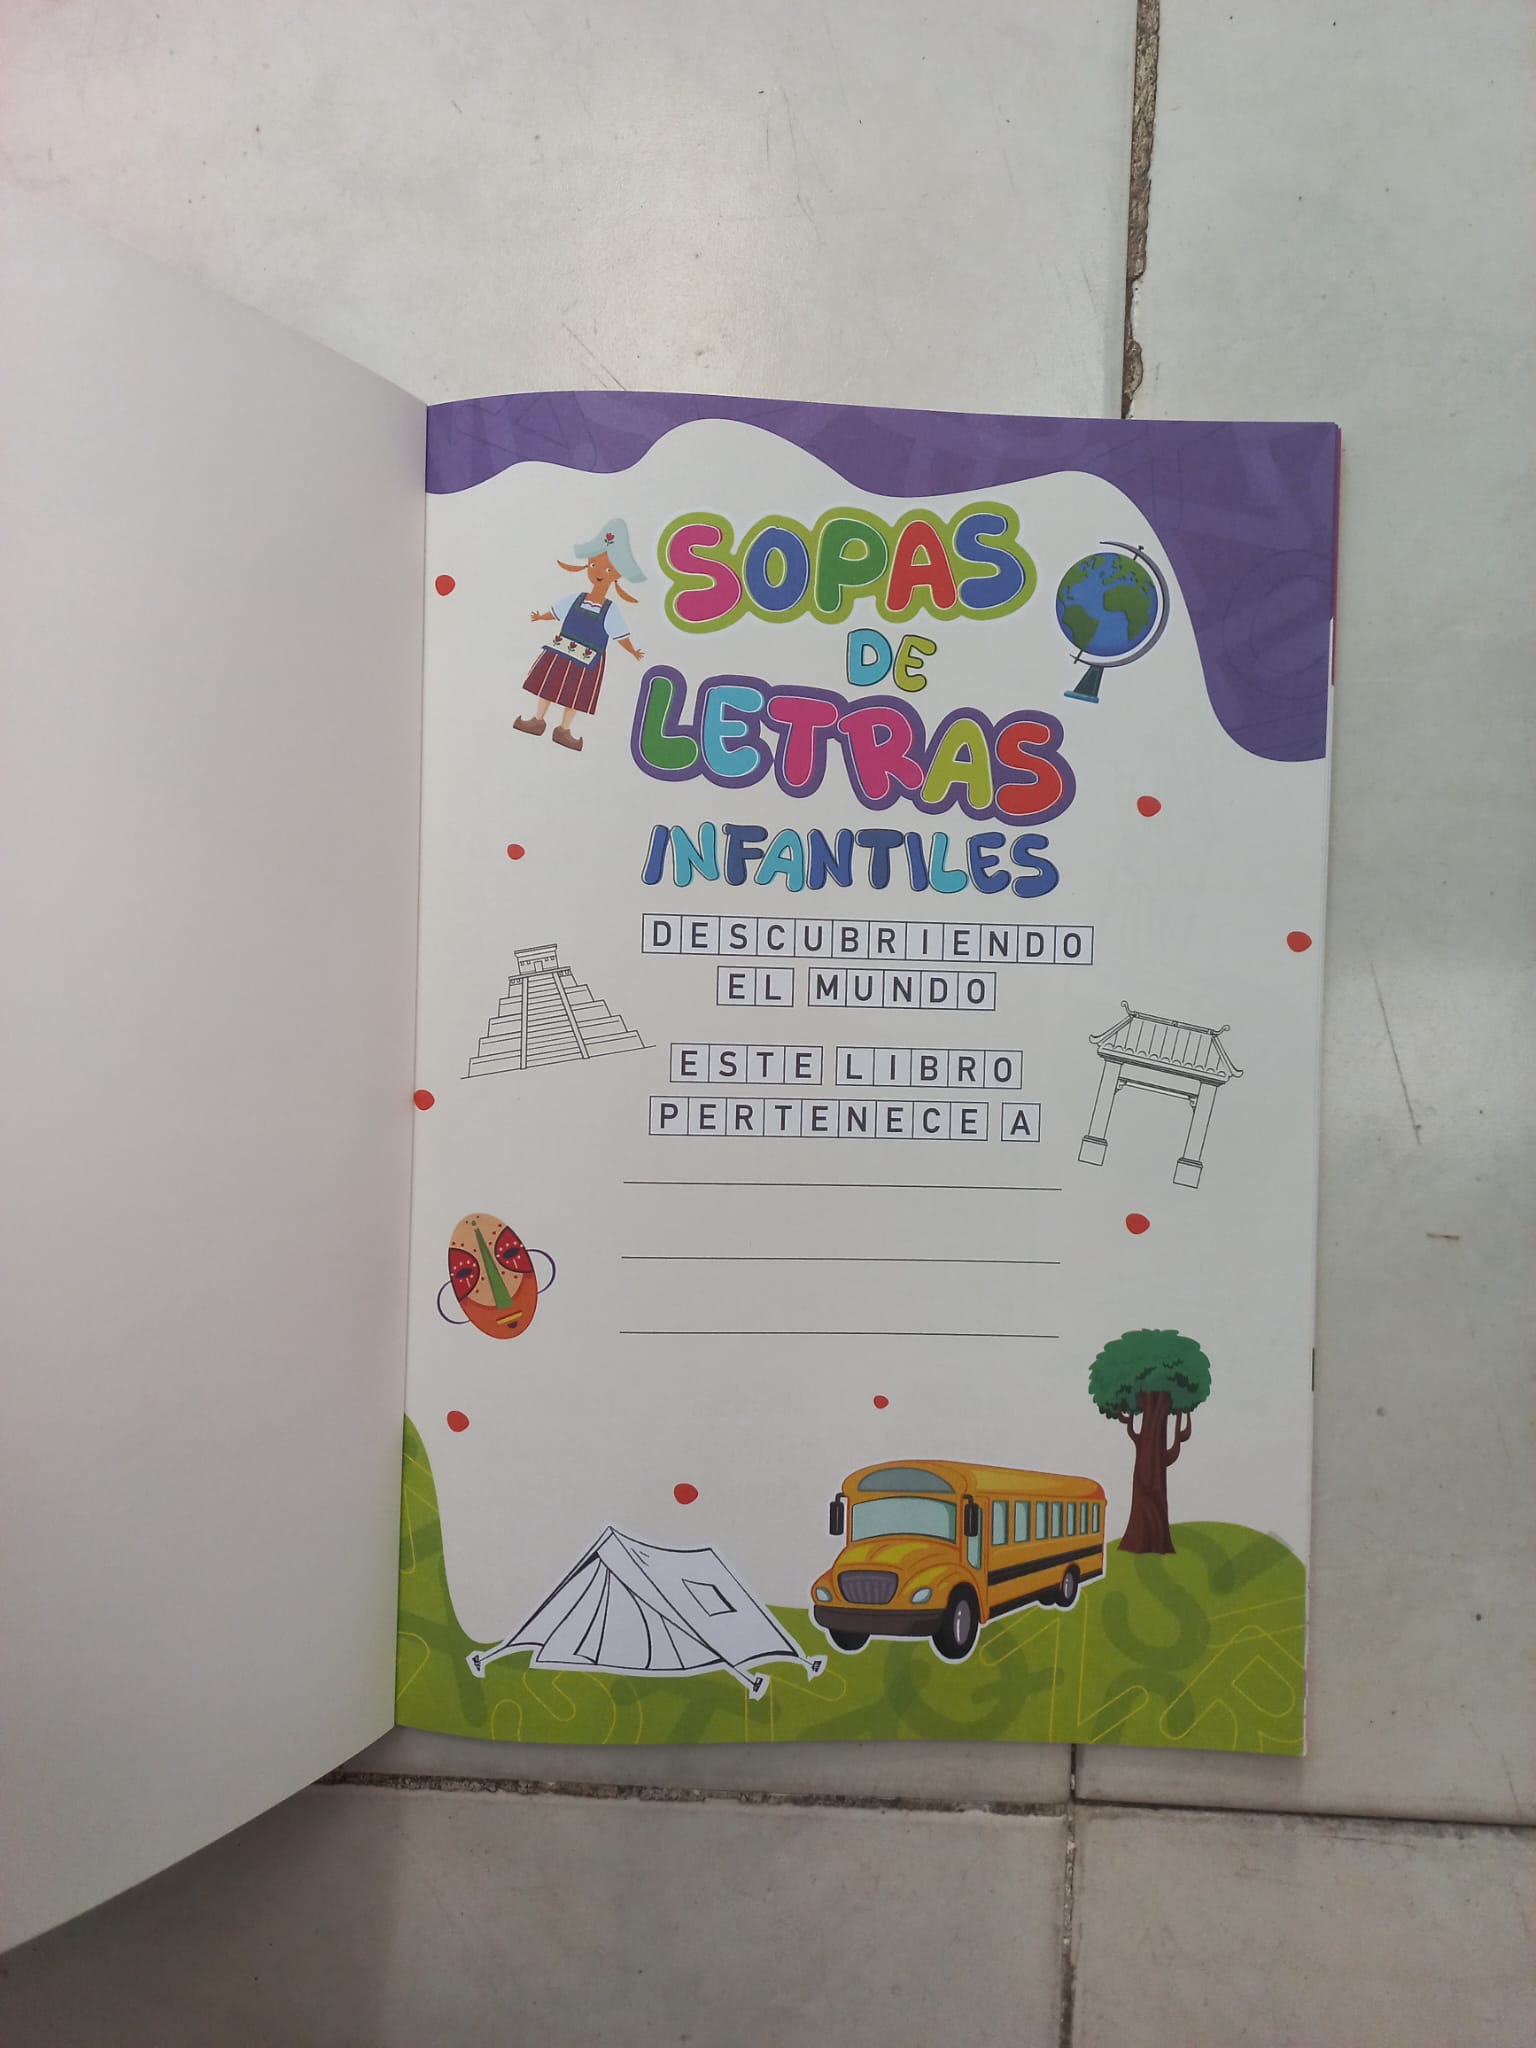 SOPAS
DE
LETRAS
INFANTILES
DESCUBRIENDO
EL MUNDO
ESTE LIBRO
PERTENECE A